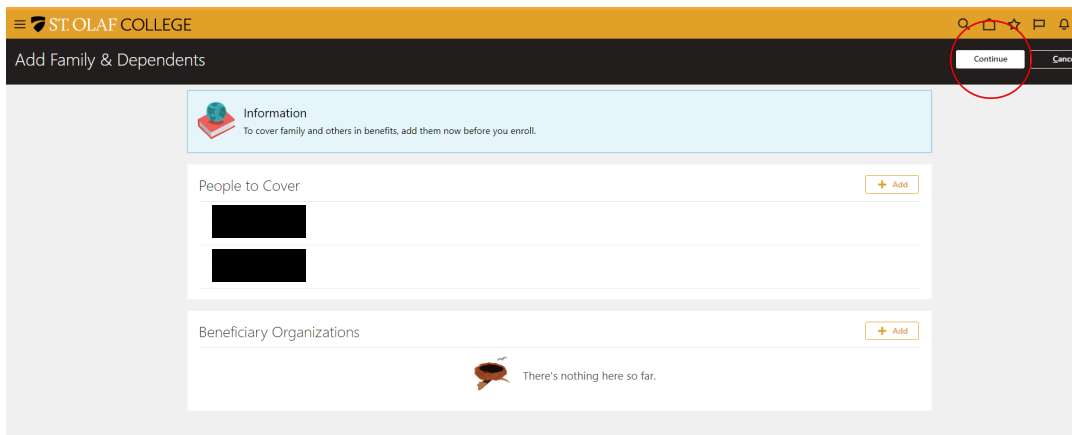 ST. OLAF COLLEGE
Add Family & Dependents
Continue
Cance
Information
To cover family and others in benefits, add them now before you enroll.
People to Cover
+ Add
Beneficiary Organizations
+ Add
There's nothing here so far.